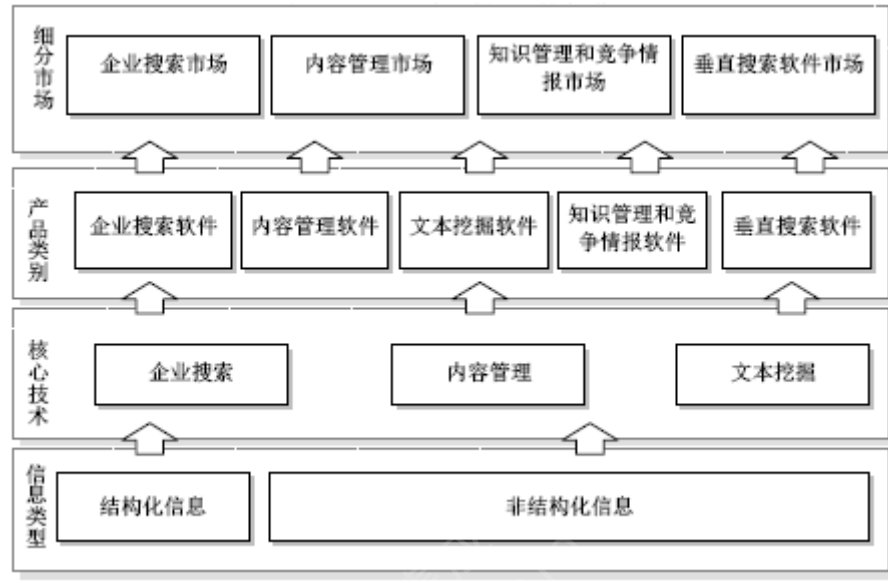 细分市场
企业搜索市场
内容管理市场
知识管理和竞争情
报市场
垂直搜索软件市场
产品类别
企业搜索软件
内容管理软件
文本挖掘软件
知识管理和竞
争情报软件
垂直搜索软件
核心技术
企业搜索
内容管理
文本挖掘
信息类型
结构化信息
非结构化信息